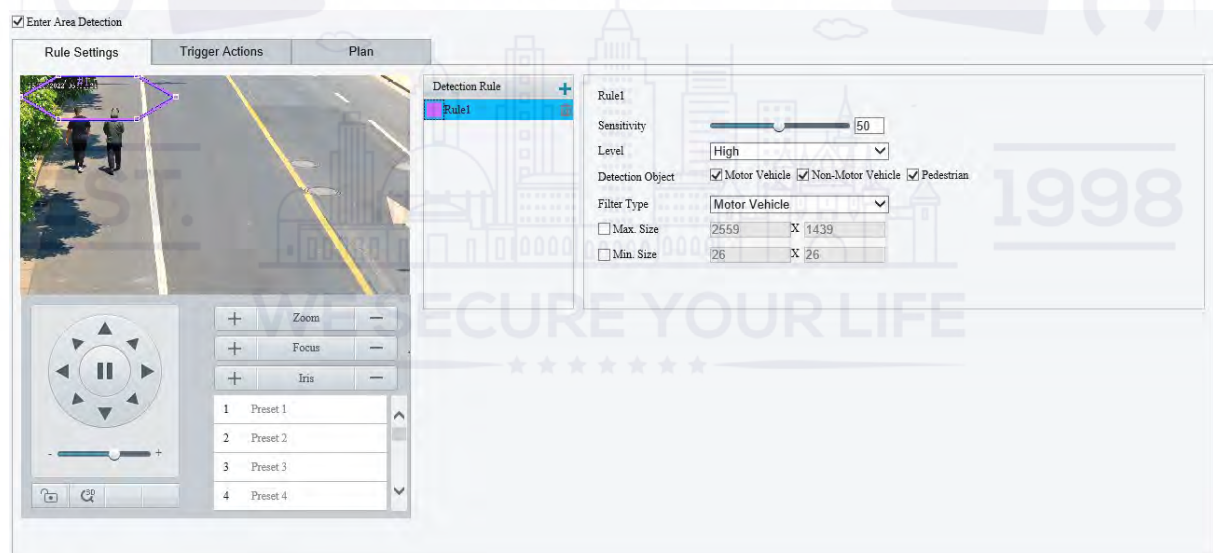 Enter Area Detection
Rule Settings Trigger Actions Plan
Detection Rule
Rule1
Rule1
Sensitivity 50
Level High
Detection Object Motor Vehicle Non-Motor Vehicle Pedestrian
Filter Type Motor Vehicle
Max. Size 2559 X 1439
Min. Size 26 X 26
EST. 1998
WE SECURE YOUR LIFE
+ Zoom −
+ Focus −
+ Iris −
1 Preset 1
2 Preset 2
3 Preset 3
4 Preset 4
- +
3D